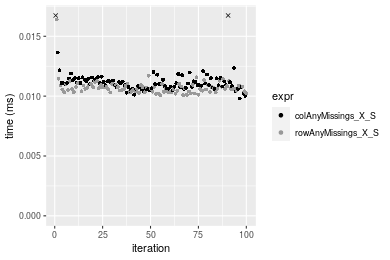 0.015
0.010
0.005
0.000
time (ms)
0
25
50
75
100
iteration
expr
colAnyMissings_X_S
rowAnyMissings_X_S